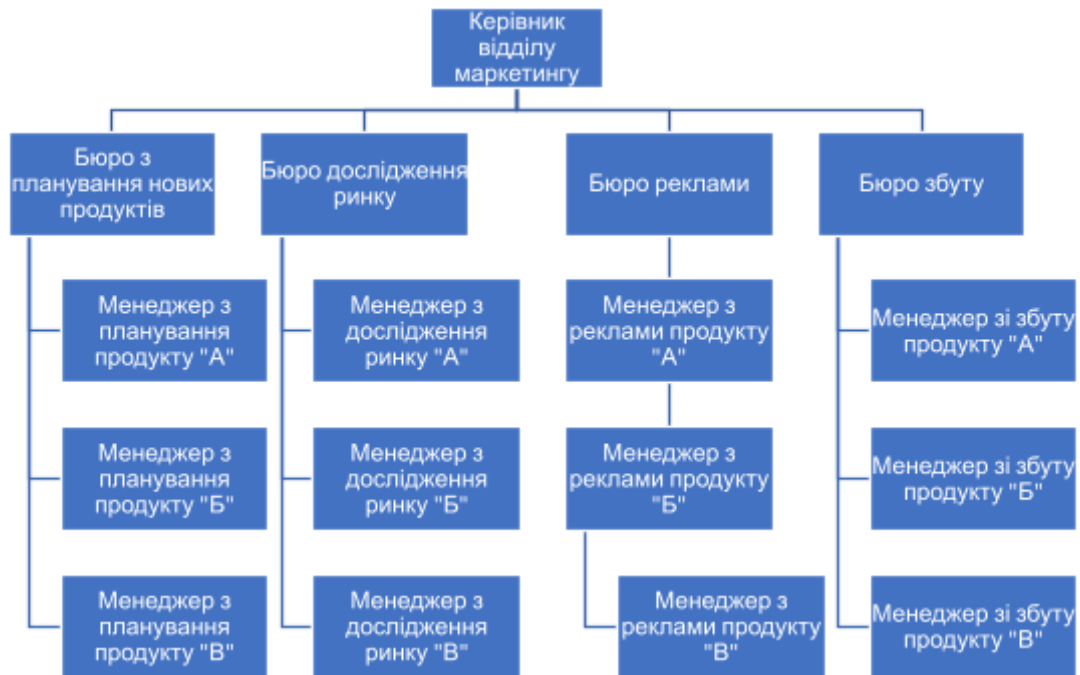 Керівник
відділу
маркетингу
Бюро з
планування нових
продуктів
Бюро дослідження
ринку
Бюро реклами
Бюро збуту
Менеджер з
планування
продукту "А"
Менеджер з
дослідження
ринку "А"
Менеджер з
реклами продукту
"А"
Менеджер зі збуту
продукту "А"
Менеджер з
планування
продукту "Б"
Менеджер з
дослідження
ринку "Б"
Менеджер з
реклами продукту
"Б"
Менеджер зі збуту
продукту "Б"
Менеджер з
планування
продукту "В"
Менеджер з
дослідження
ринку "В"
Менеджер з
реклами продукту
"В"
Менеджер зі збуту
продукту "В"